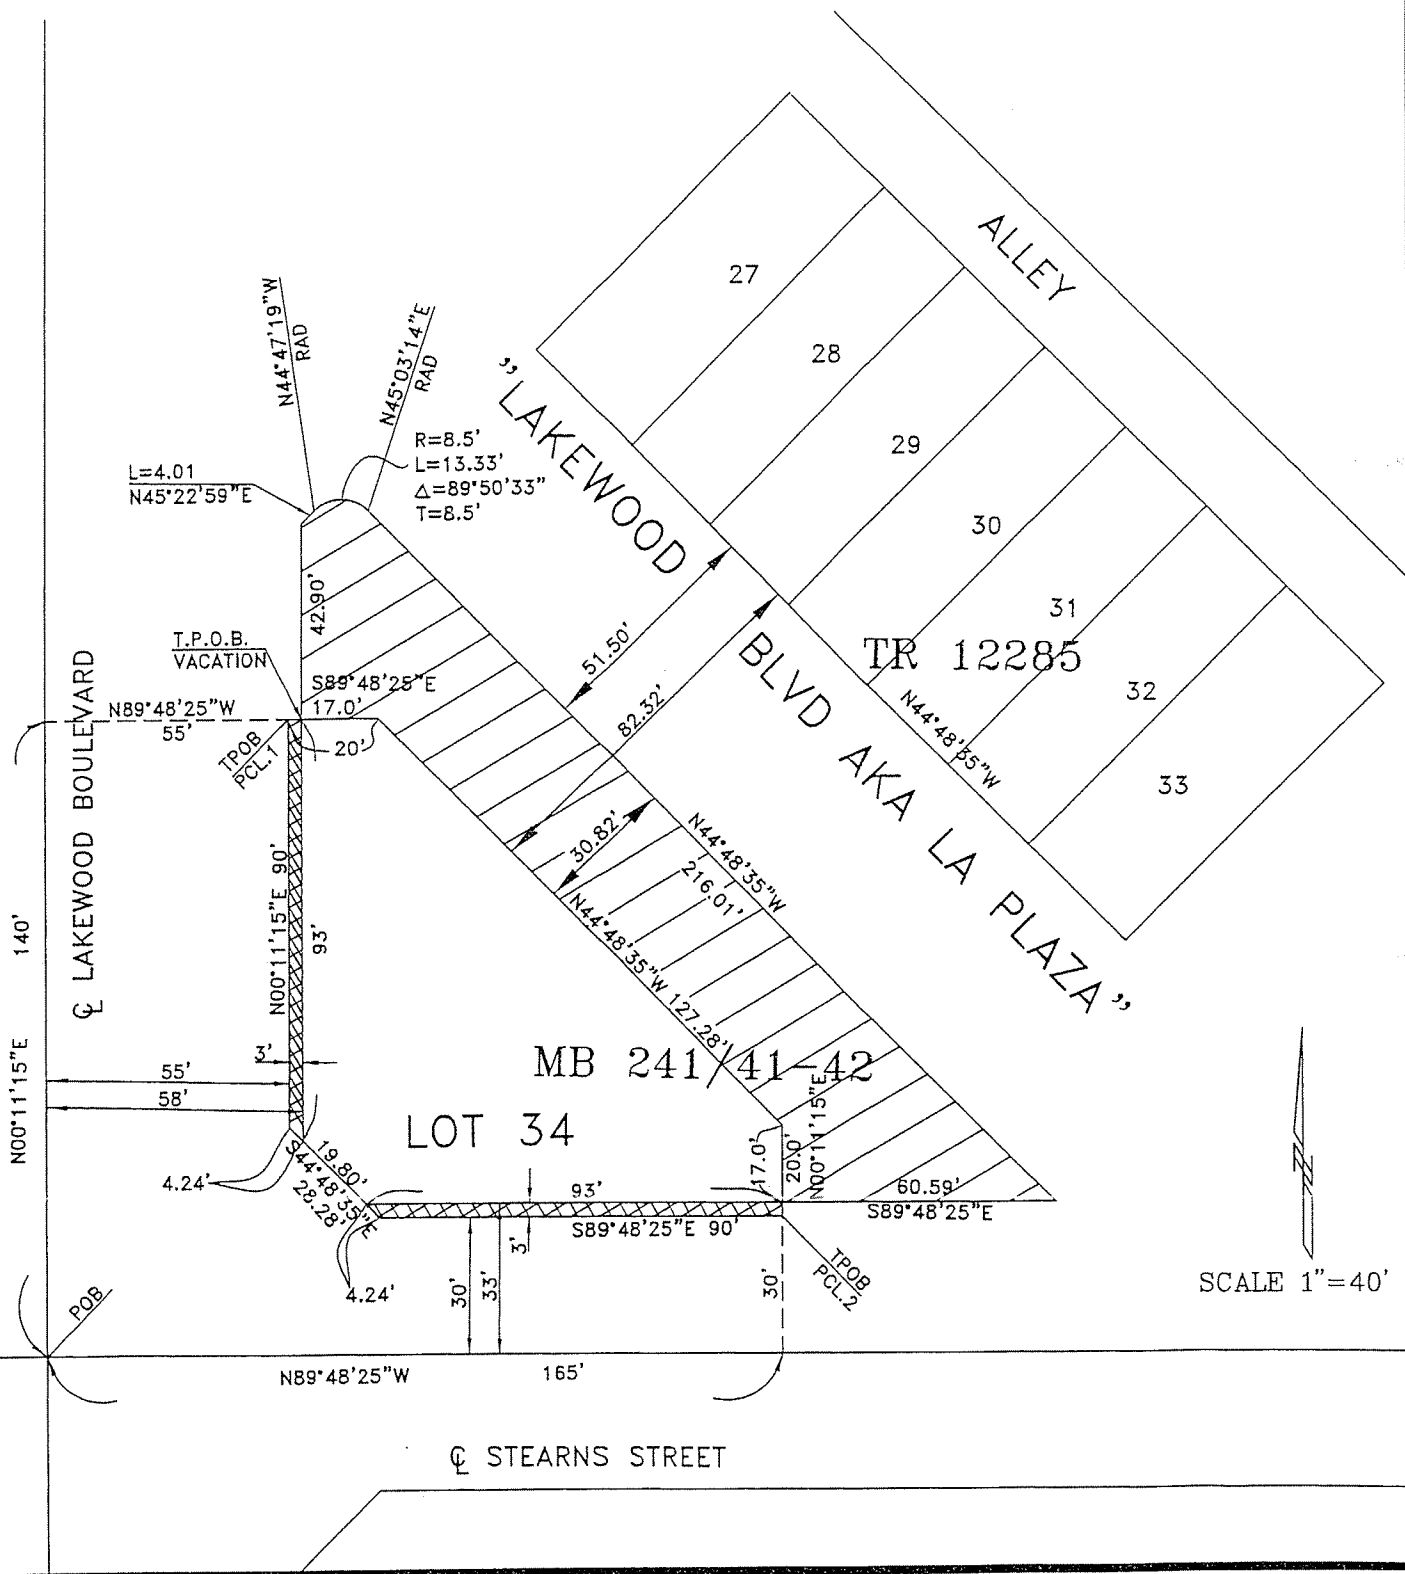 ALLEY
27
28
29
30
31
32
33
"LAKEWOOD
BLVD AKA LA PLAZA"
TR 12285
N44°48'35"W
N44°47'19"W
RAD
N45°03'14"E
RAD
R=8.5'
L=13.33'
Δ=89°50'33"
T=8.5'
L=4.01
N45°22'59"E
42.90'
51.50'
82.32'
30.82'
T.P.O.B.
VACATION
S89°48'25"E
17.0'
N89°48'25"W
55'
TPOB
PCL.1
20'
N44°48'35"W
216.01'
N44°48'35"W 127.28'
℄ LAKEWOOD BOULEVARD
N00°11'15"E 140'
N00°11'15"E 90'
93'
3'
55'
58'
MB 241/41-42
LOT 34
4.24'
19.80'
S44°48'35"E
28.28'
93'
S89°48'25"E 90'
3'
17.0'
20.0'
N00°11'15"E
60.59'
S89°48'25"E
4.24'
30'
33'
30'
TPOB
PCL.2
POB
N89°48'25"W 165'
N
SCALE 1"=40'
℄ STEARNS STREET